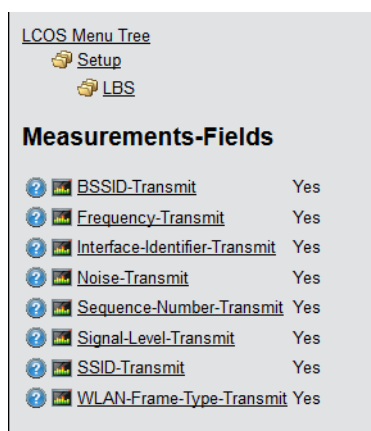 LCOS Menu Tree
Setup
LBS
Measurements-Fields
BSSID-Transmit Yes
Frequency-Transmit Yes
Interface-Identifier-Transmit Yes
Noise-Transmit Yes
Sequence-Number-Transmit Yes
Signal-Level-Transmit Yes
SSID-Transmit Yes
WLAN-Frame-Type-Transmit Yes